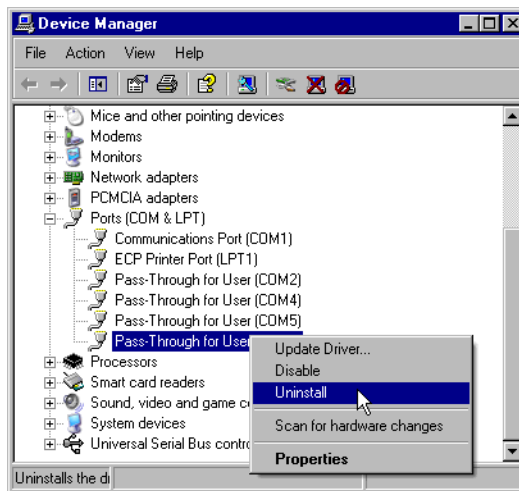 Device Manager
File Action View Help
Mice and other pointing devices
Modems
Monitors
Network adapters
PCMCIA adapters
Ports (COM & LPT)
Communications Port (COM1)
ECP Printer Port (LPT1)
Pass-Through for User (COM2)
Pass-Through for User (COM4)
Pass-Through for User (COM5)
Pass-Through for User
Update Driver...
Processors
Disable
Smart card readers
Uninstall
Sound, video and game
System devices
Scan for hardware changes
Universal Serial Bus
Properties
Uninstalls the